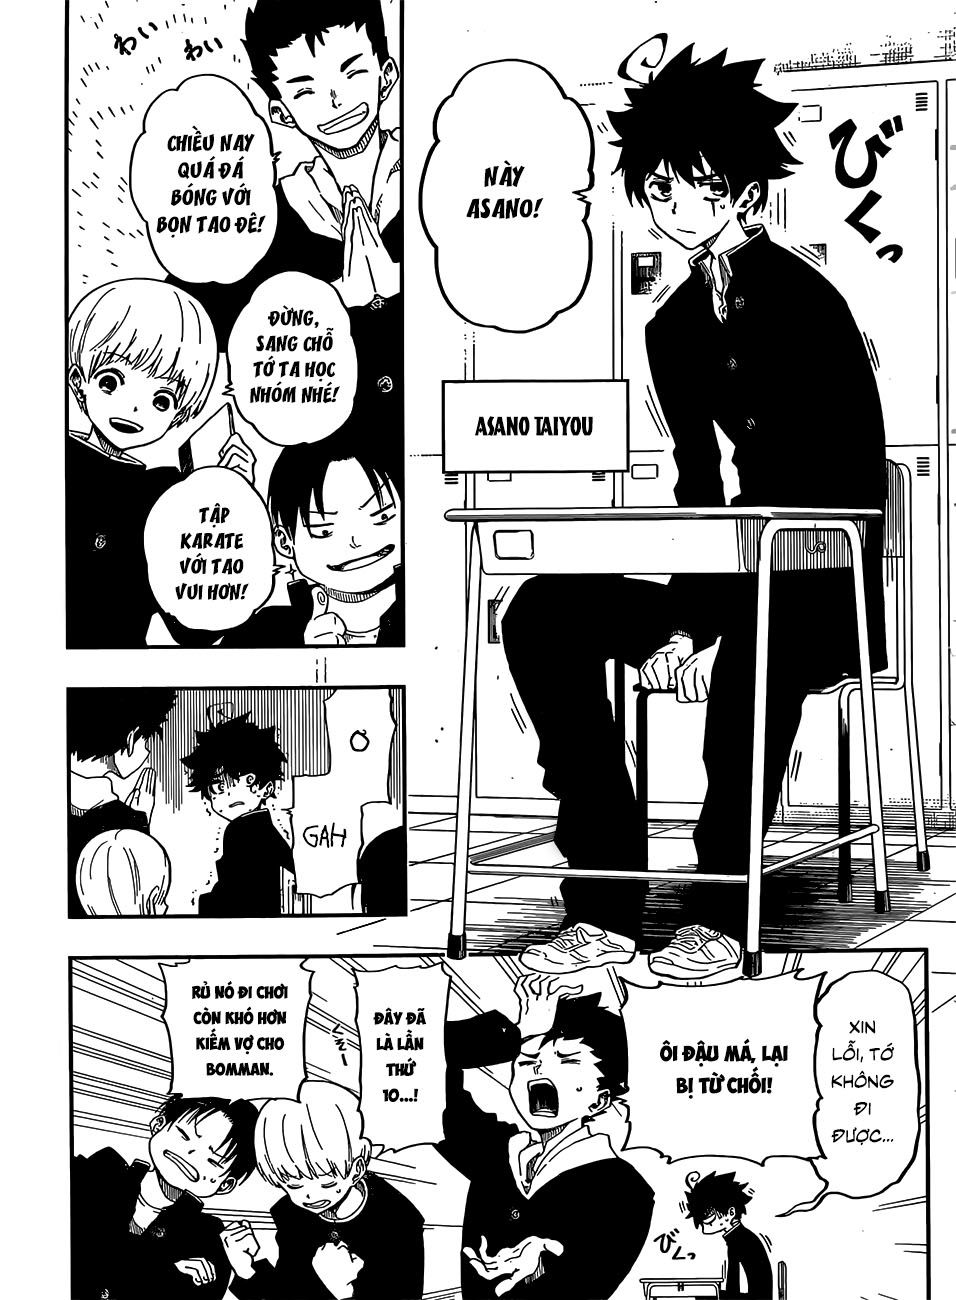 NÀY
ASANO!
びくっ
ASANO TAIYOU
わいわい
CHIỀU NAY
QUÁ ĐÁ
BÓNG VỚI
BỌN TAO ĐÊ!
ĐỪNG,
SANG CHỖ
TỚ TA HỌC
NHÓM NHÉ!
TẬP
KARATE
VỚI TAO
VUI HƠN!
Ơ
GAH
XIN
LỖI, TỚ
KHÔNG
ĐI
ĐƯỢC...
びくっ
ÔI ĐẬU MÁ, LẠI
BỊ TỪ CHỐI!
ĐÂY ĐÃ
LÀ LẦN
THỨ
10...!
RỦ NÓ ĐI CHƠI
CÒN KHÓ HƠN
KIẾM VỢ CHO
BOMMAN.